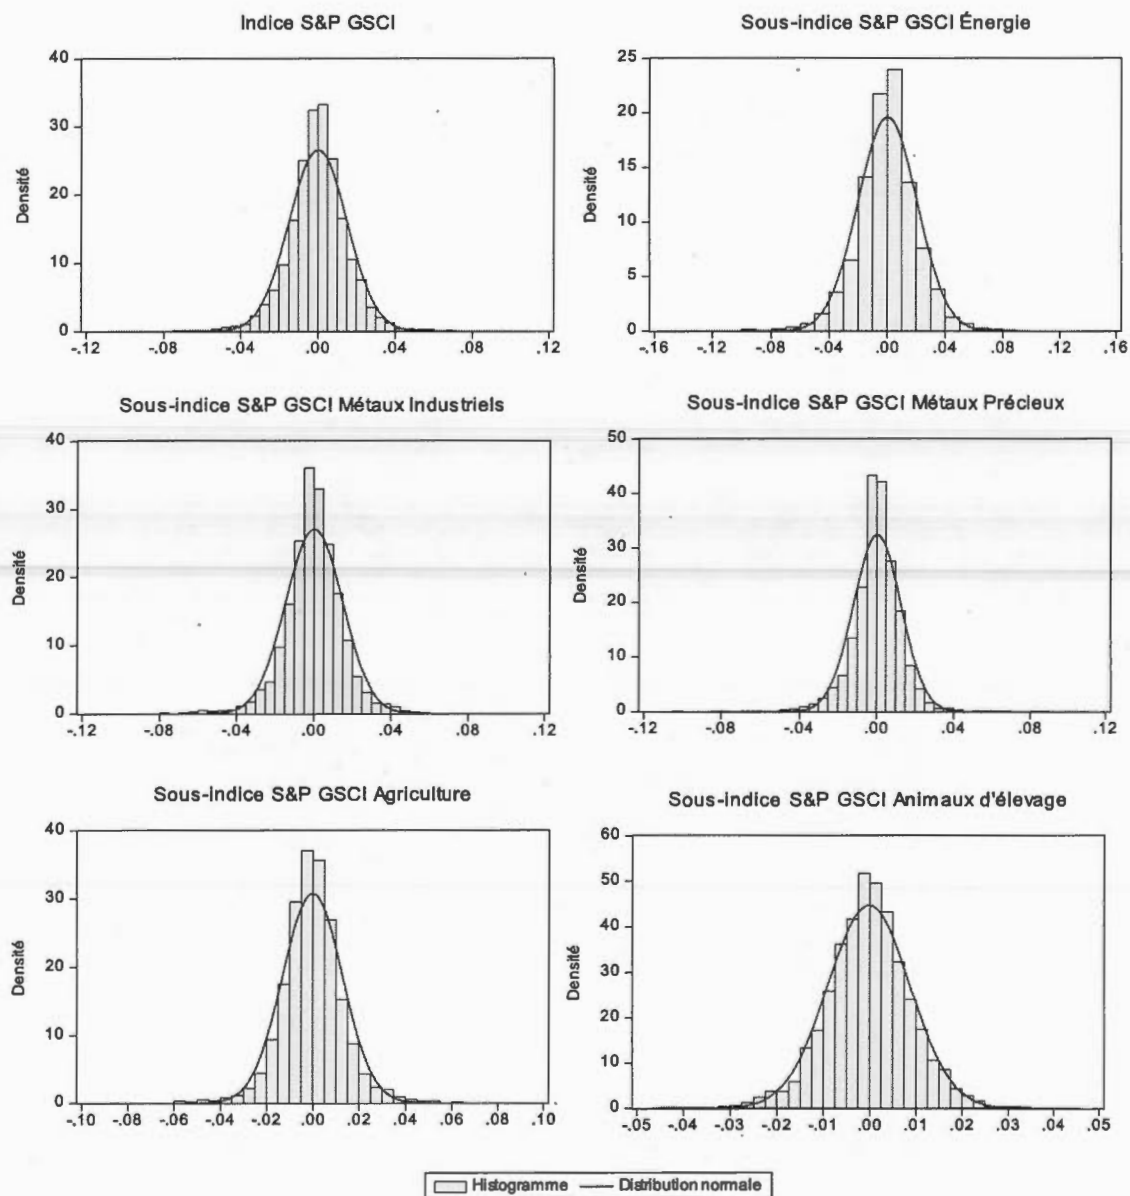 Indice S&P GSCI
40
30
20
10
0
Densité
-.12 -.08 -.04 .00 .04 .08 .12
Sous-indice S&P GSCI Énergie
25
20
15
10
5
0
Densité
-.16 -.12 -.08 -.04 .00 .04 .08 .12 .16
Sous-indice S&P GSCI Métaux Industriels
40
30
20
10
0
Densité
-.12 -.08 -.04 .00 .04 .08 .12
Sous-indice S&P GSCI Métaux Précieux
50
40
30
20
10
0
Densité
-.12 -.08 -.04 .00 .04 .08 .12
Sous-indice S&P GSCI Agriculture
40
30
20
10
0
Densité
-.10 -.08 -.06 -.04 -.02 .00 .02 .04 .06 .08 .10
Sous-indice S&P GSCI Animaux d'élevage
60
50
40
30
20
10
0
Densité
-.05 -.04 -.03 -.02 -.01 .00 .01 .02 .03 .04 .05
Histogramme Distribution normale